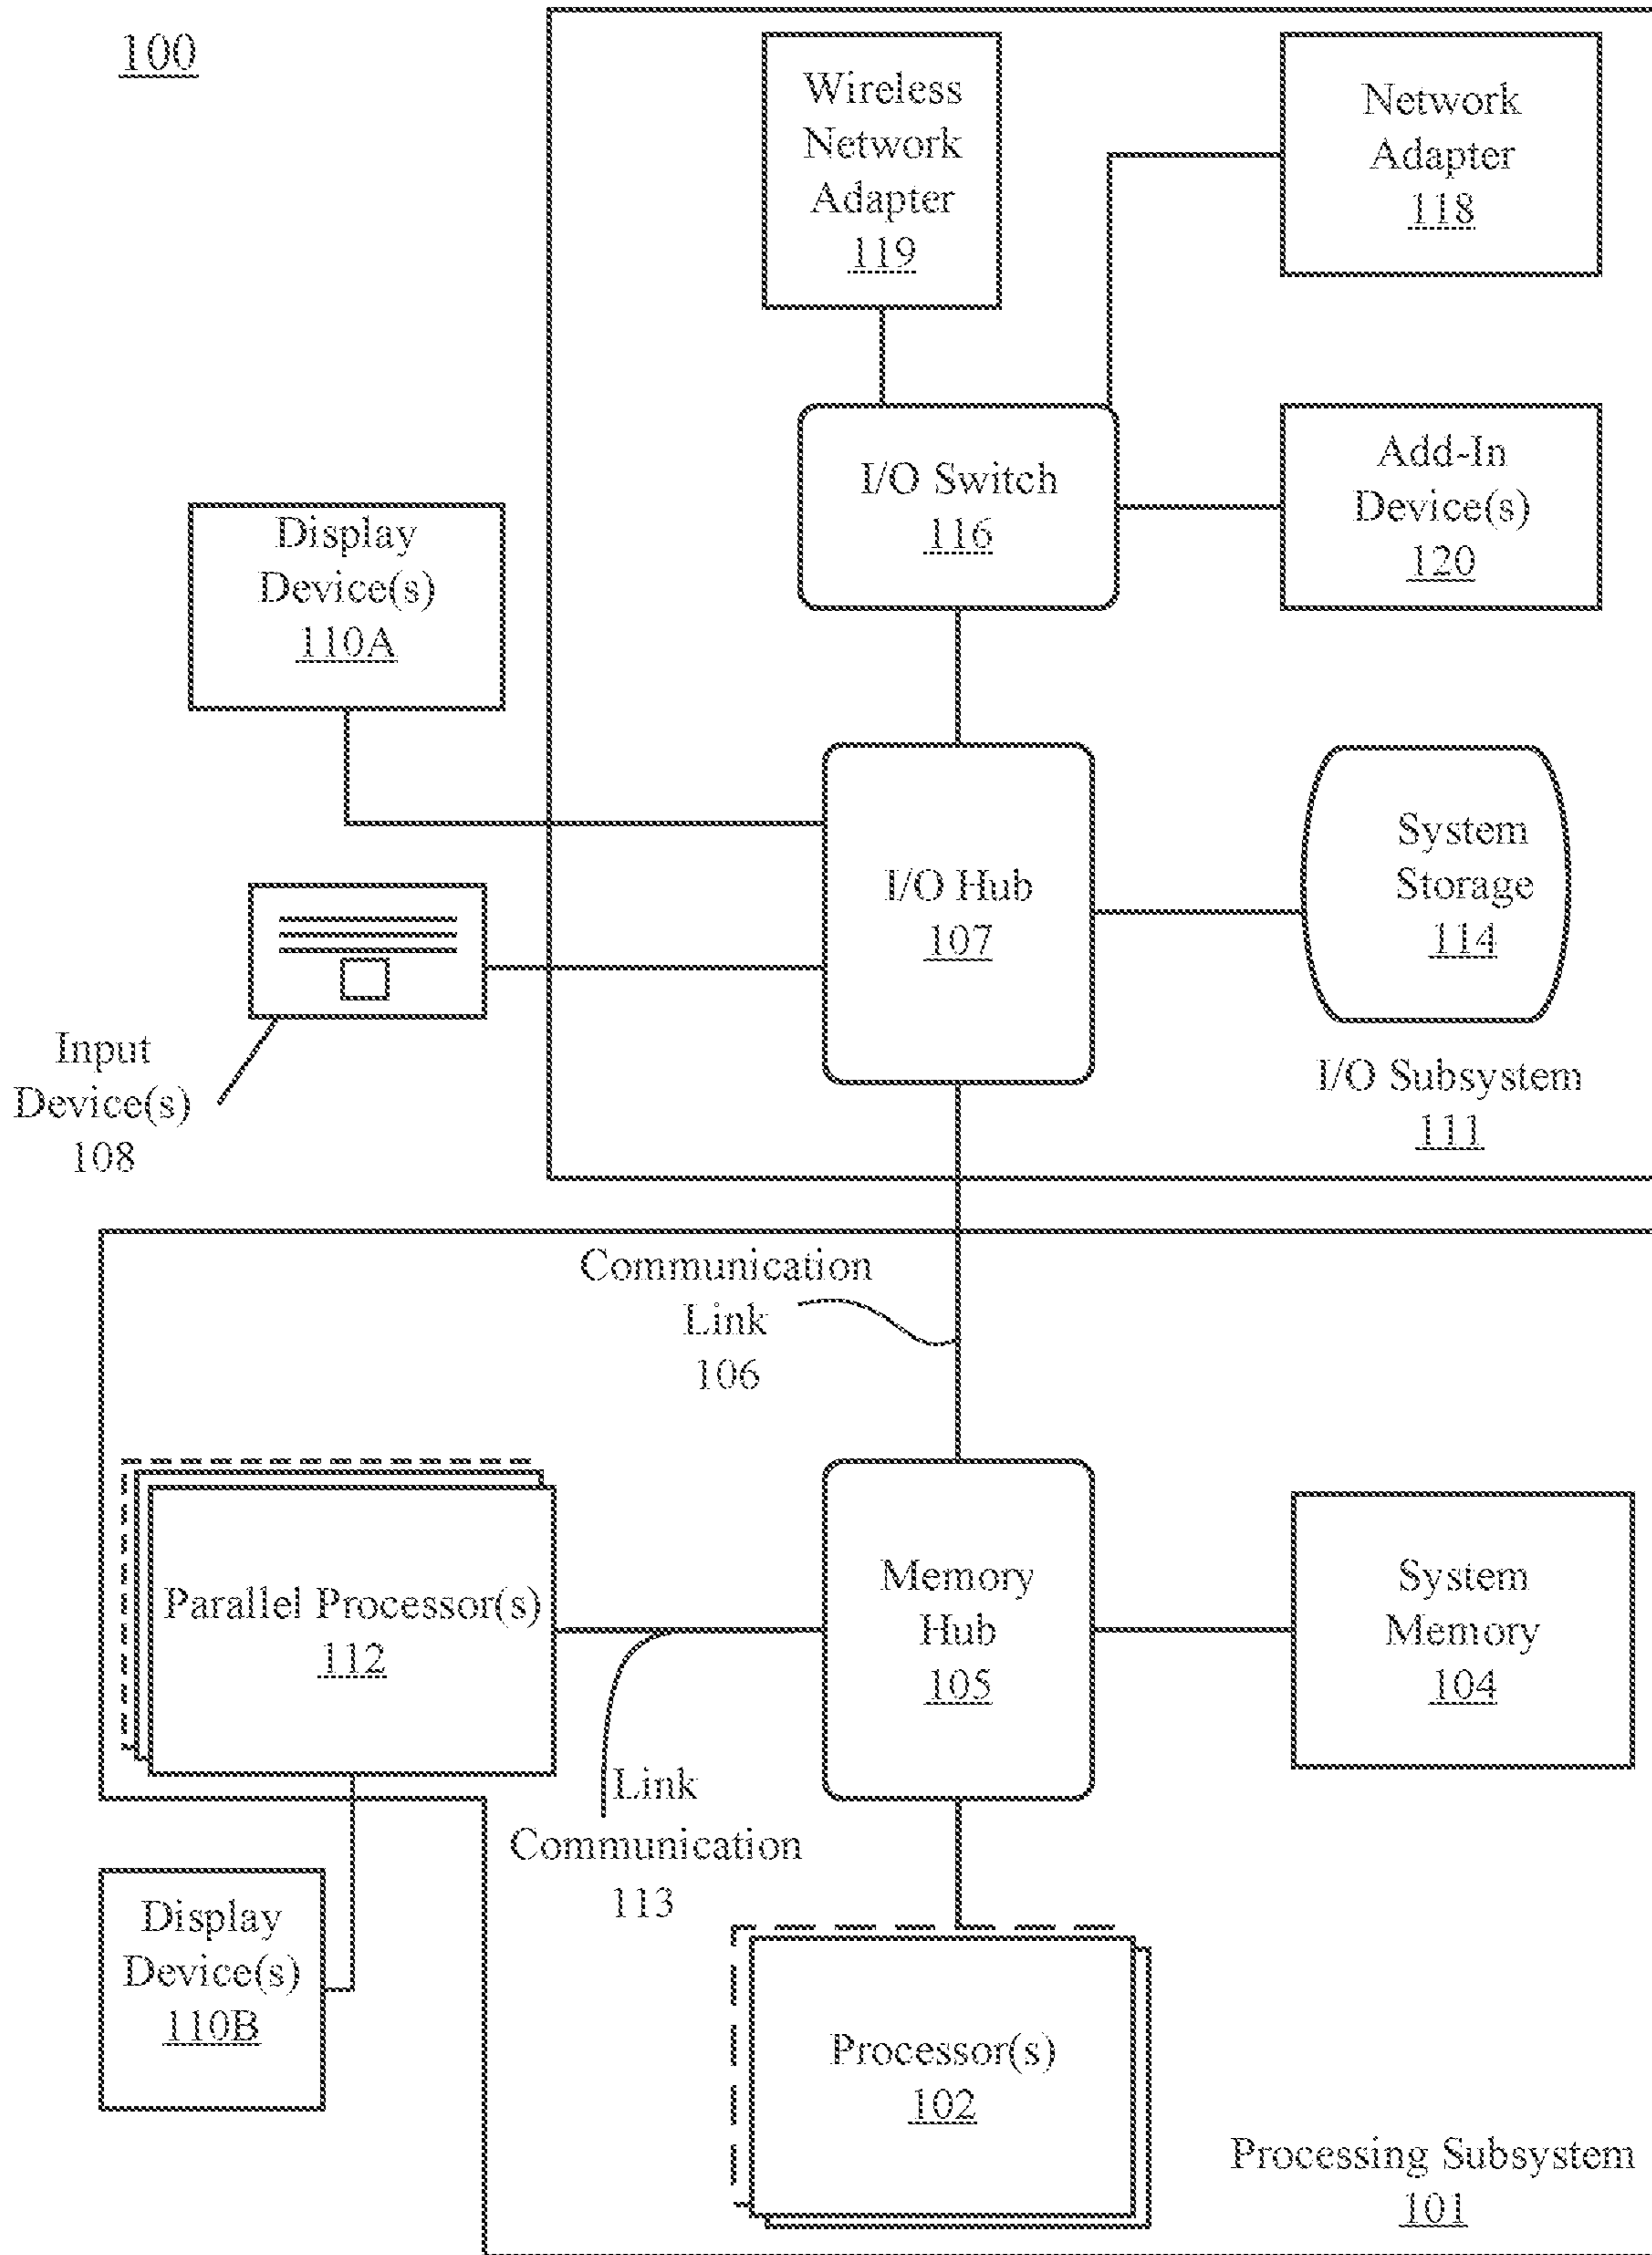 100
Wireless
Network
Adapter
119
Network
Adapter
118
I/O Switch
116
Add-In
Device(s)
120
Display
Device(s)
110A
I/O Hub
107
System
Storage
114
Input
Device(s)
108
I/O Subsystem
111
Communication
Link
106
Parallel Processor(s)
112
Memory
Hub
105
System
Memory
104
Link
Communication
113
Display
Device(s)
110B
Processor(s)
102
Processing Subsystem
101